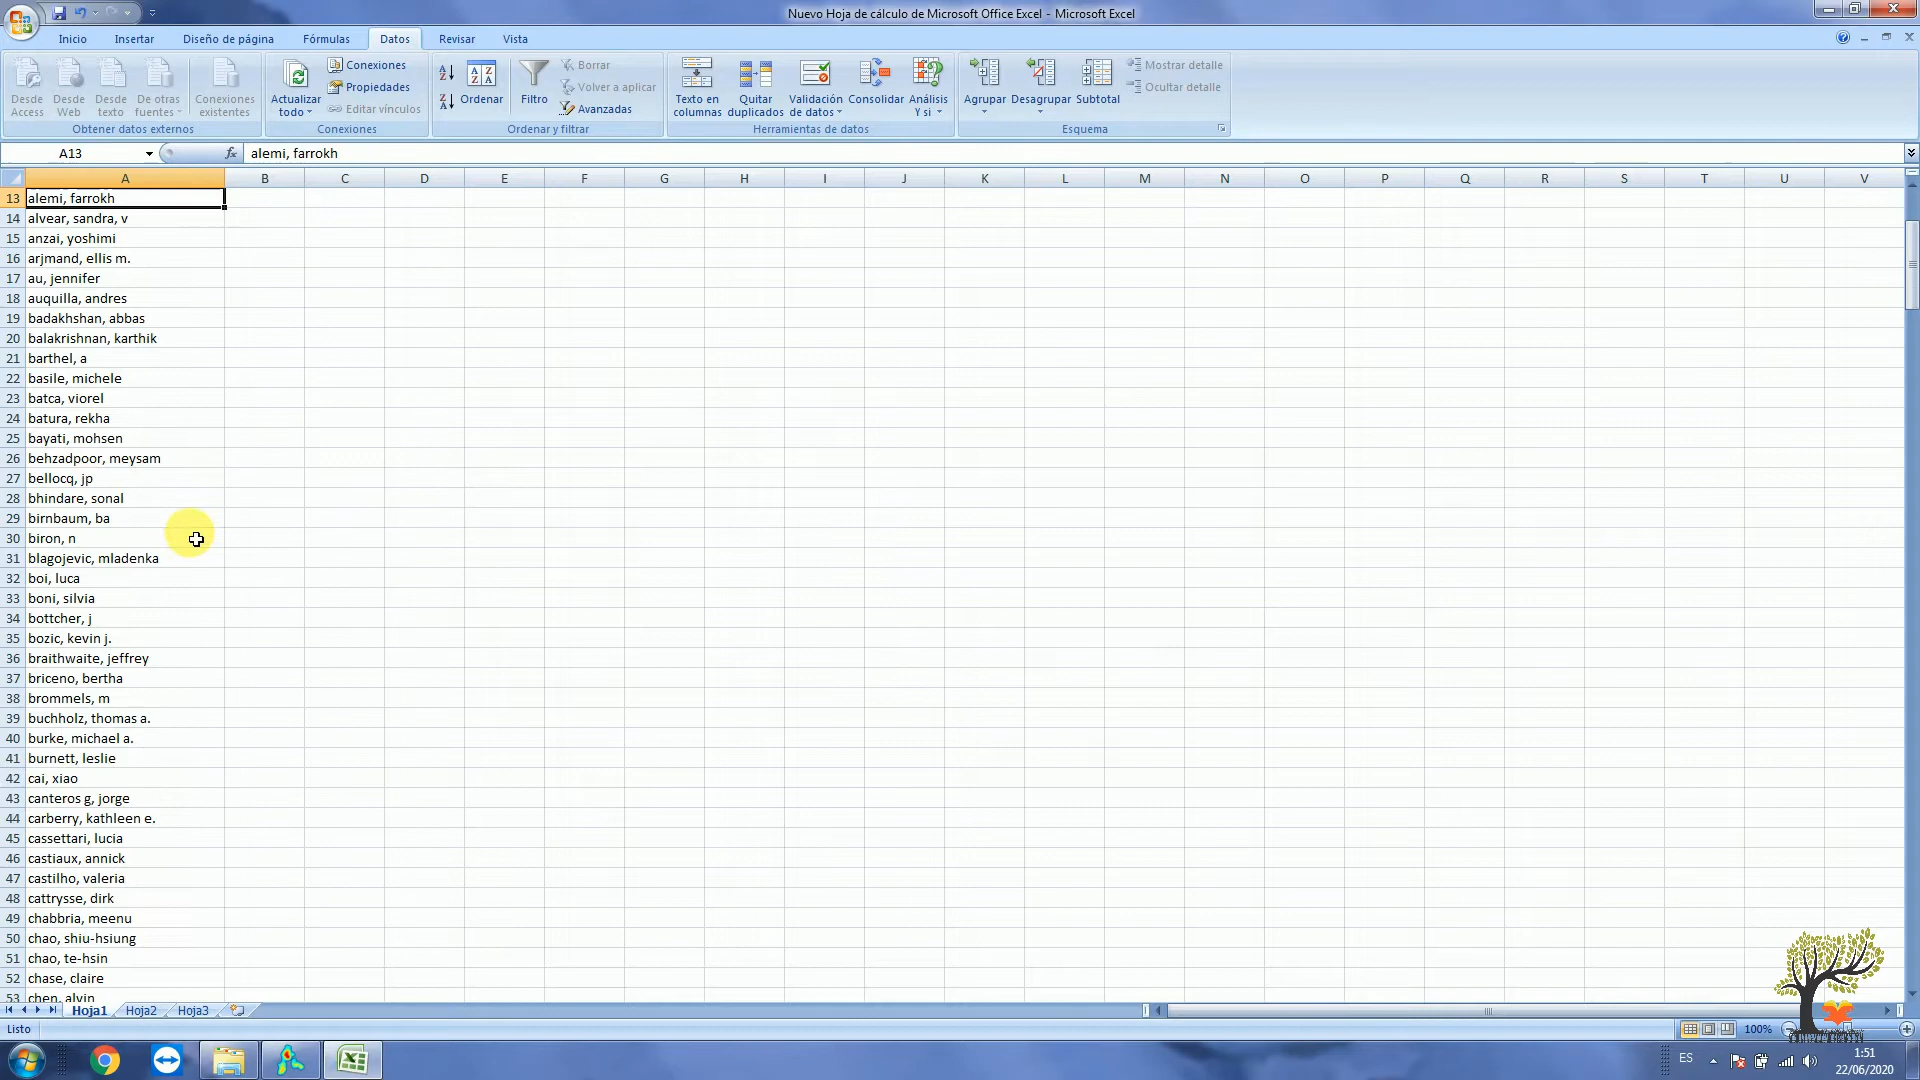 Nuevo Hoja de cálculo de Microsoft Office Excel - Microsoft Excel
Inicio Insertar Diseño de página Fórmulas Datos Revisar Vista
Desde Access
Desde Web
Desde texto
De otras fuentes
Conexiones existentes
Obtener datos externos
Actualizar todo
Conexiones
Propiedades
Editar vínculos
Conexiones
Ordenar
Filtro
Borrar
Volver a aplicar
Avanzadas
Ordenar y filtrar
Texto en columnas
Quitar duplicados
Validación de datos
Consolidar
Análisis Y si
Herramientas de datos
Agrupar
Desagrupar
Subtotal
Mostrar detalle
Ocultar detalle
Esquema
A13 fx alemi, farrokh
A B C D E F G H I J K L M N O P Q R S T U V
13 alemi, farrokh
14 alvear, sandra, v
15 anzai, yoshimi
16 arjmand, ellis m.
17 au, jennifer
18 auquilla, andres
19 badakhshan, abbas
20 balakrishnan, karthik
21 barthel, a
22 basile, michele
23 batca, viorel
24 batura, rekha
25 bayati, mohsen
26 behzadpoor, meysam
27 bellocq, jp
28 bhindare, sonal
29 birnbaum, ba
30 biron, n
31 blagojevic, mladenka
32 boi, luca
33 boni, silvia
34 bottcher, j
35 bozic, kevin j.
36 braithwaite, jeffrey
37 briceno, bertha
38 brommels, m
39 buchholz, thomas a.
40 burke, michael a.
41 burnett, leslie
42 cai, xiao
43 canteros g, jorge
44 carberry, kathleen e.
45 cassettari, lucia
46 castiaux, annick
47 castilho, valeria
48 cattrysse, dirk
49 chabbria, meenu
50 chao, shiu-hsiung
51 chao, te-hsin
52 chase, claire
53 chen, alvin
Hoja1 Hoja2 Hoja3
Listo
100%
ES
1:51
22/06/2020